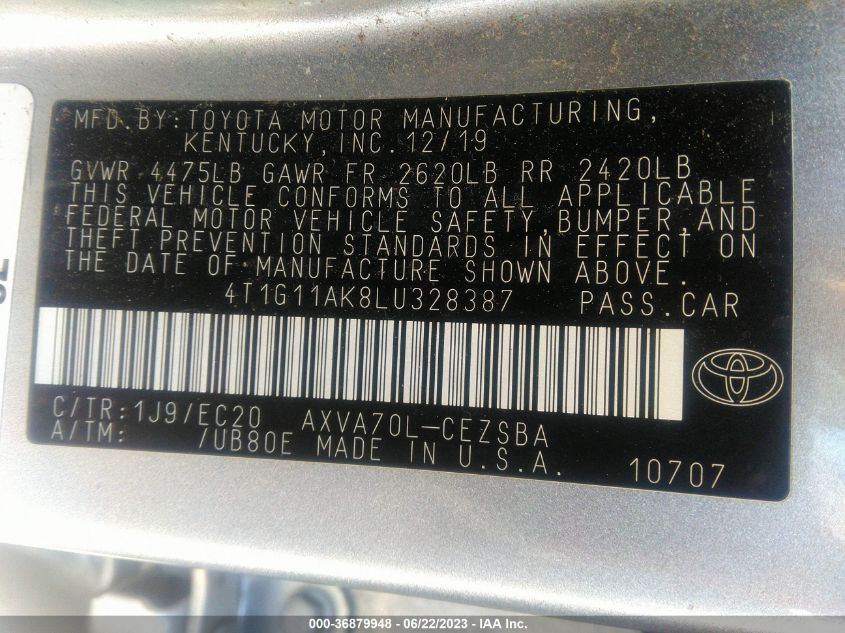 MFD.BY:TOYOTA MOTOR MANUFACTURING,
KENTUCKY,INC.12/19
GVWR 4475LB GAWR FR 2620LB RR 2420LB
THIS VEHICLE CONFORMS TO ALL APPLICABLE
FEDERAL MOTOR VEHICLE SAFETY,BUMPER,AND
THEFT PREVENTION STANDARDS IN EFFECT ON
THE DATE OF MANUFACTURE SHOWN ABOVE.
4T1G11AK8LU328387 PASS.CAR
C/TR:1J9/EC20 AXVA70L-CEZSBA
A/TM: /UB80E MADE IN U.S.A. 10707
000-36879948 - 06/22/2023 - IAA Inc.